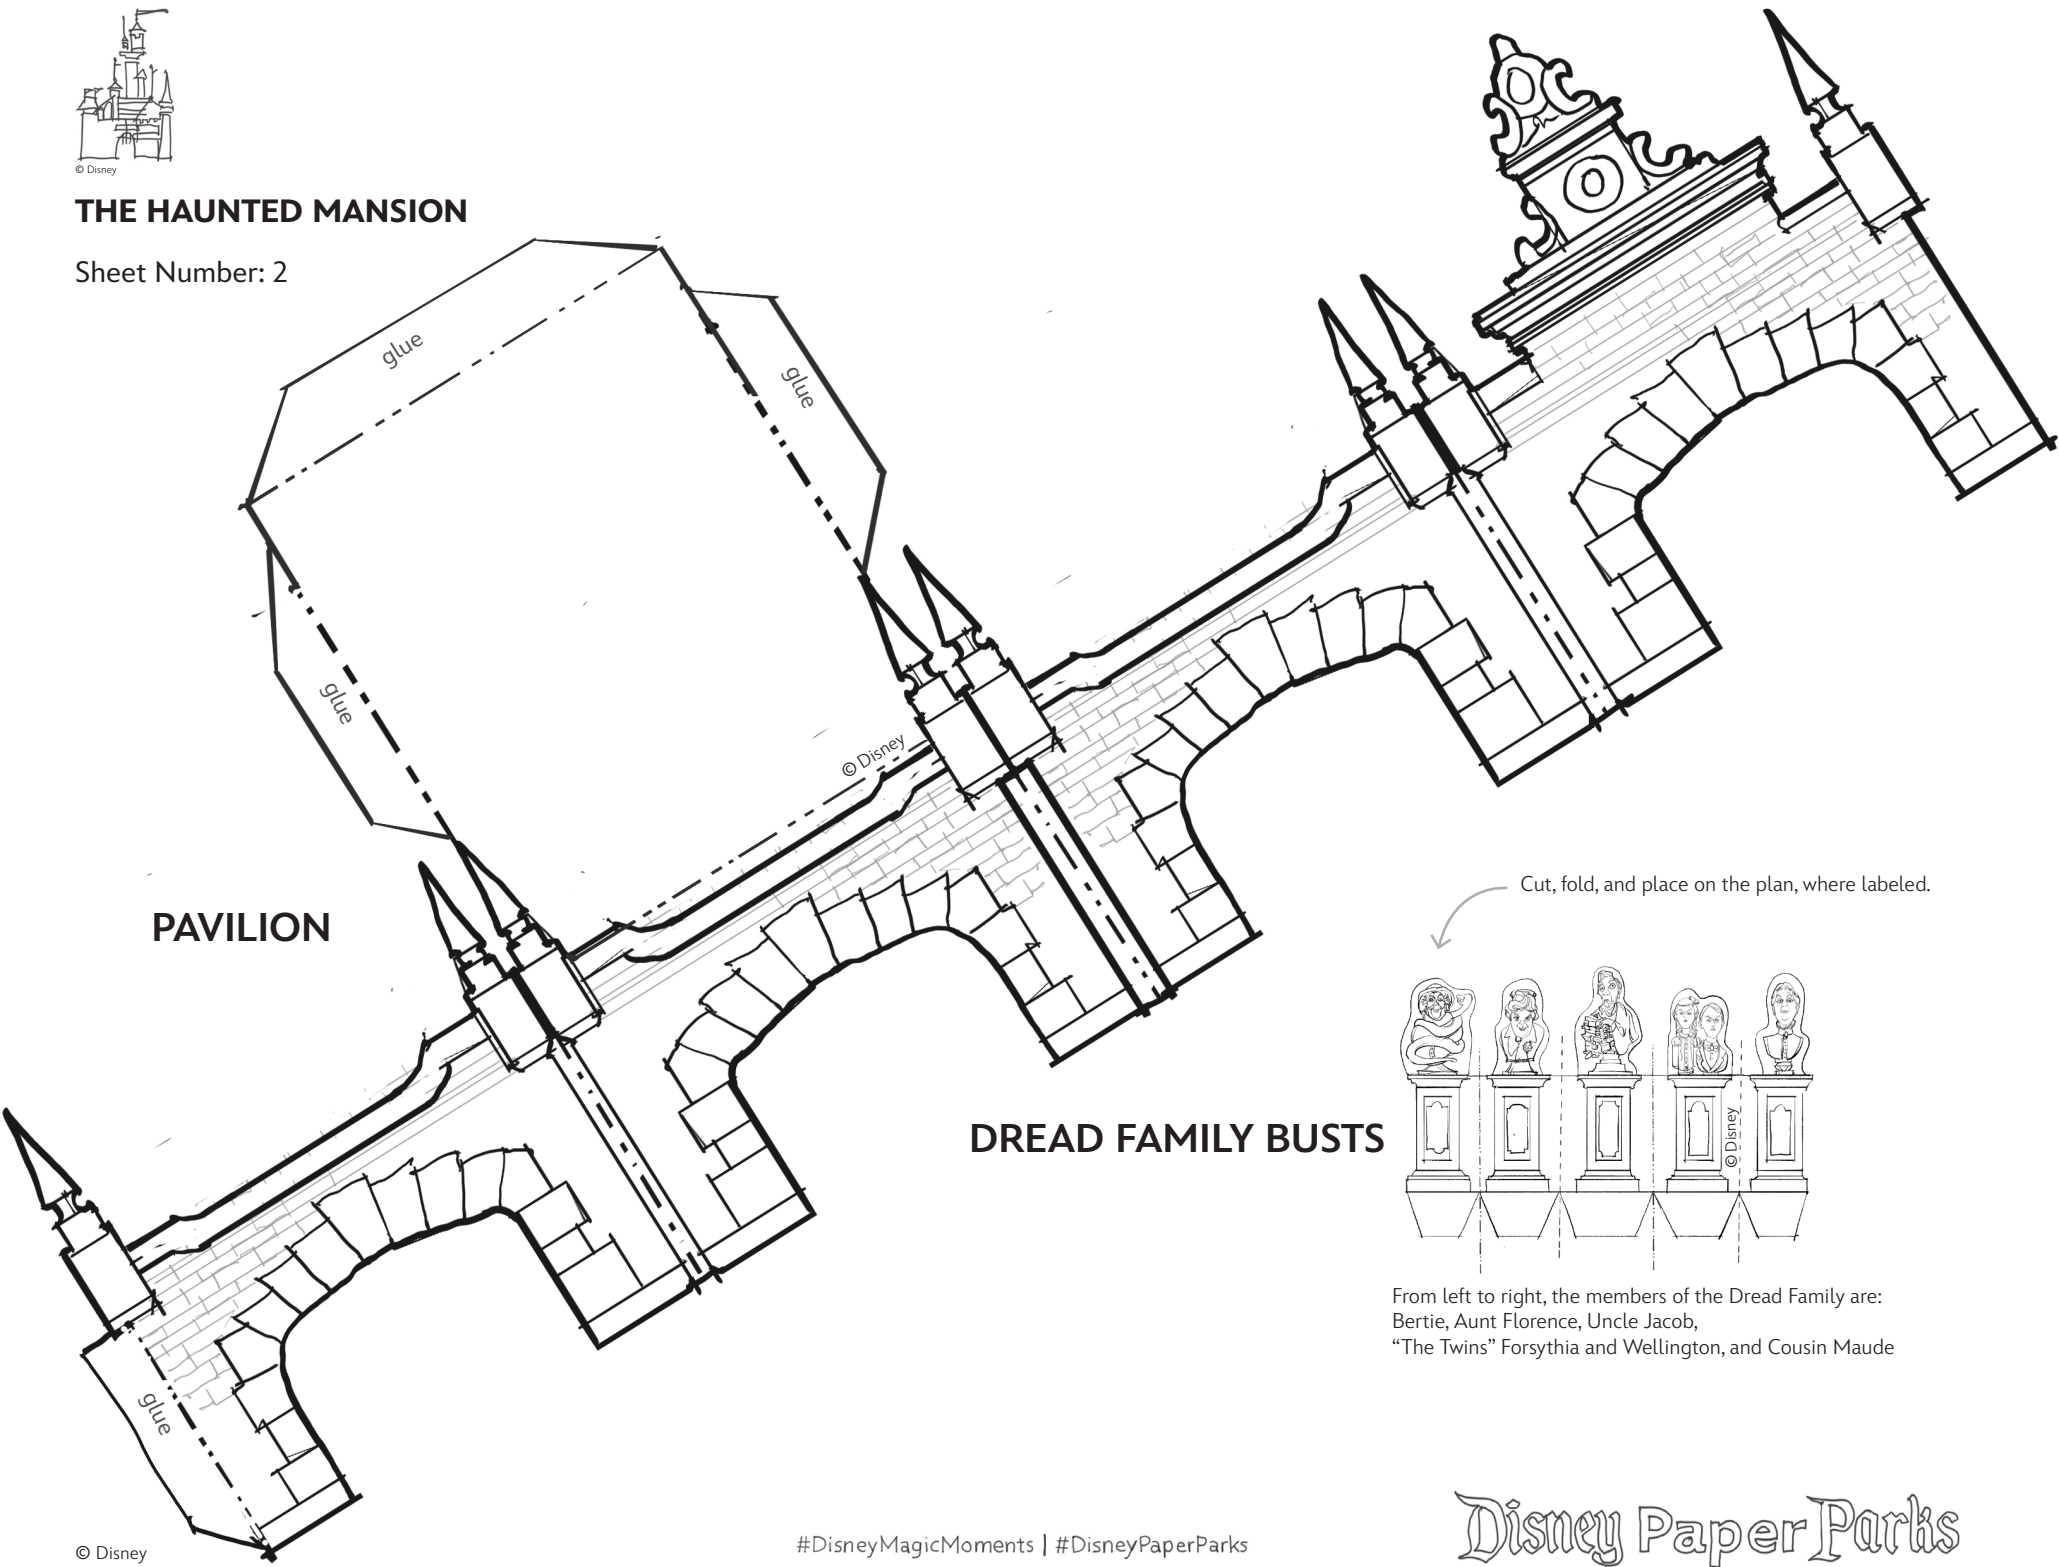 © Disney
THE HAUNTED MANSION
Sheet Number: 2
glue
glue
glue
© Disney
PAVILION
Cut, fold, and place on the plan, where labeled.
DREAD FAMILY BUSTS
© Disney
From left to right, the members of the Dread Family are:
Bertie, Aunt Florence, Uncle Jacob,
“The Twins” Forsythia and Wellington, and Cousin Maude
glue
© Disney
#DisneyMagicMoments | #DisneyPaperParks
Disney Paper Parks